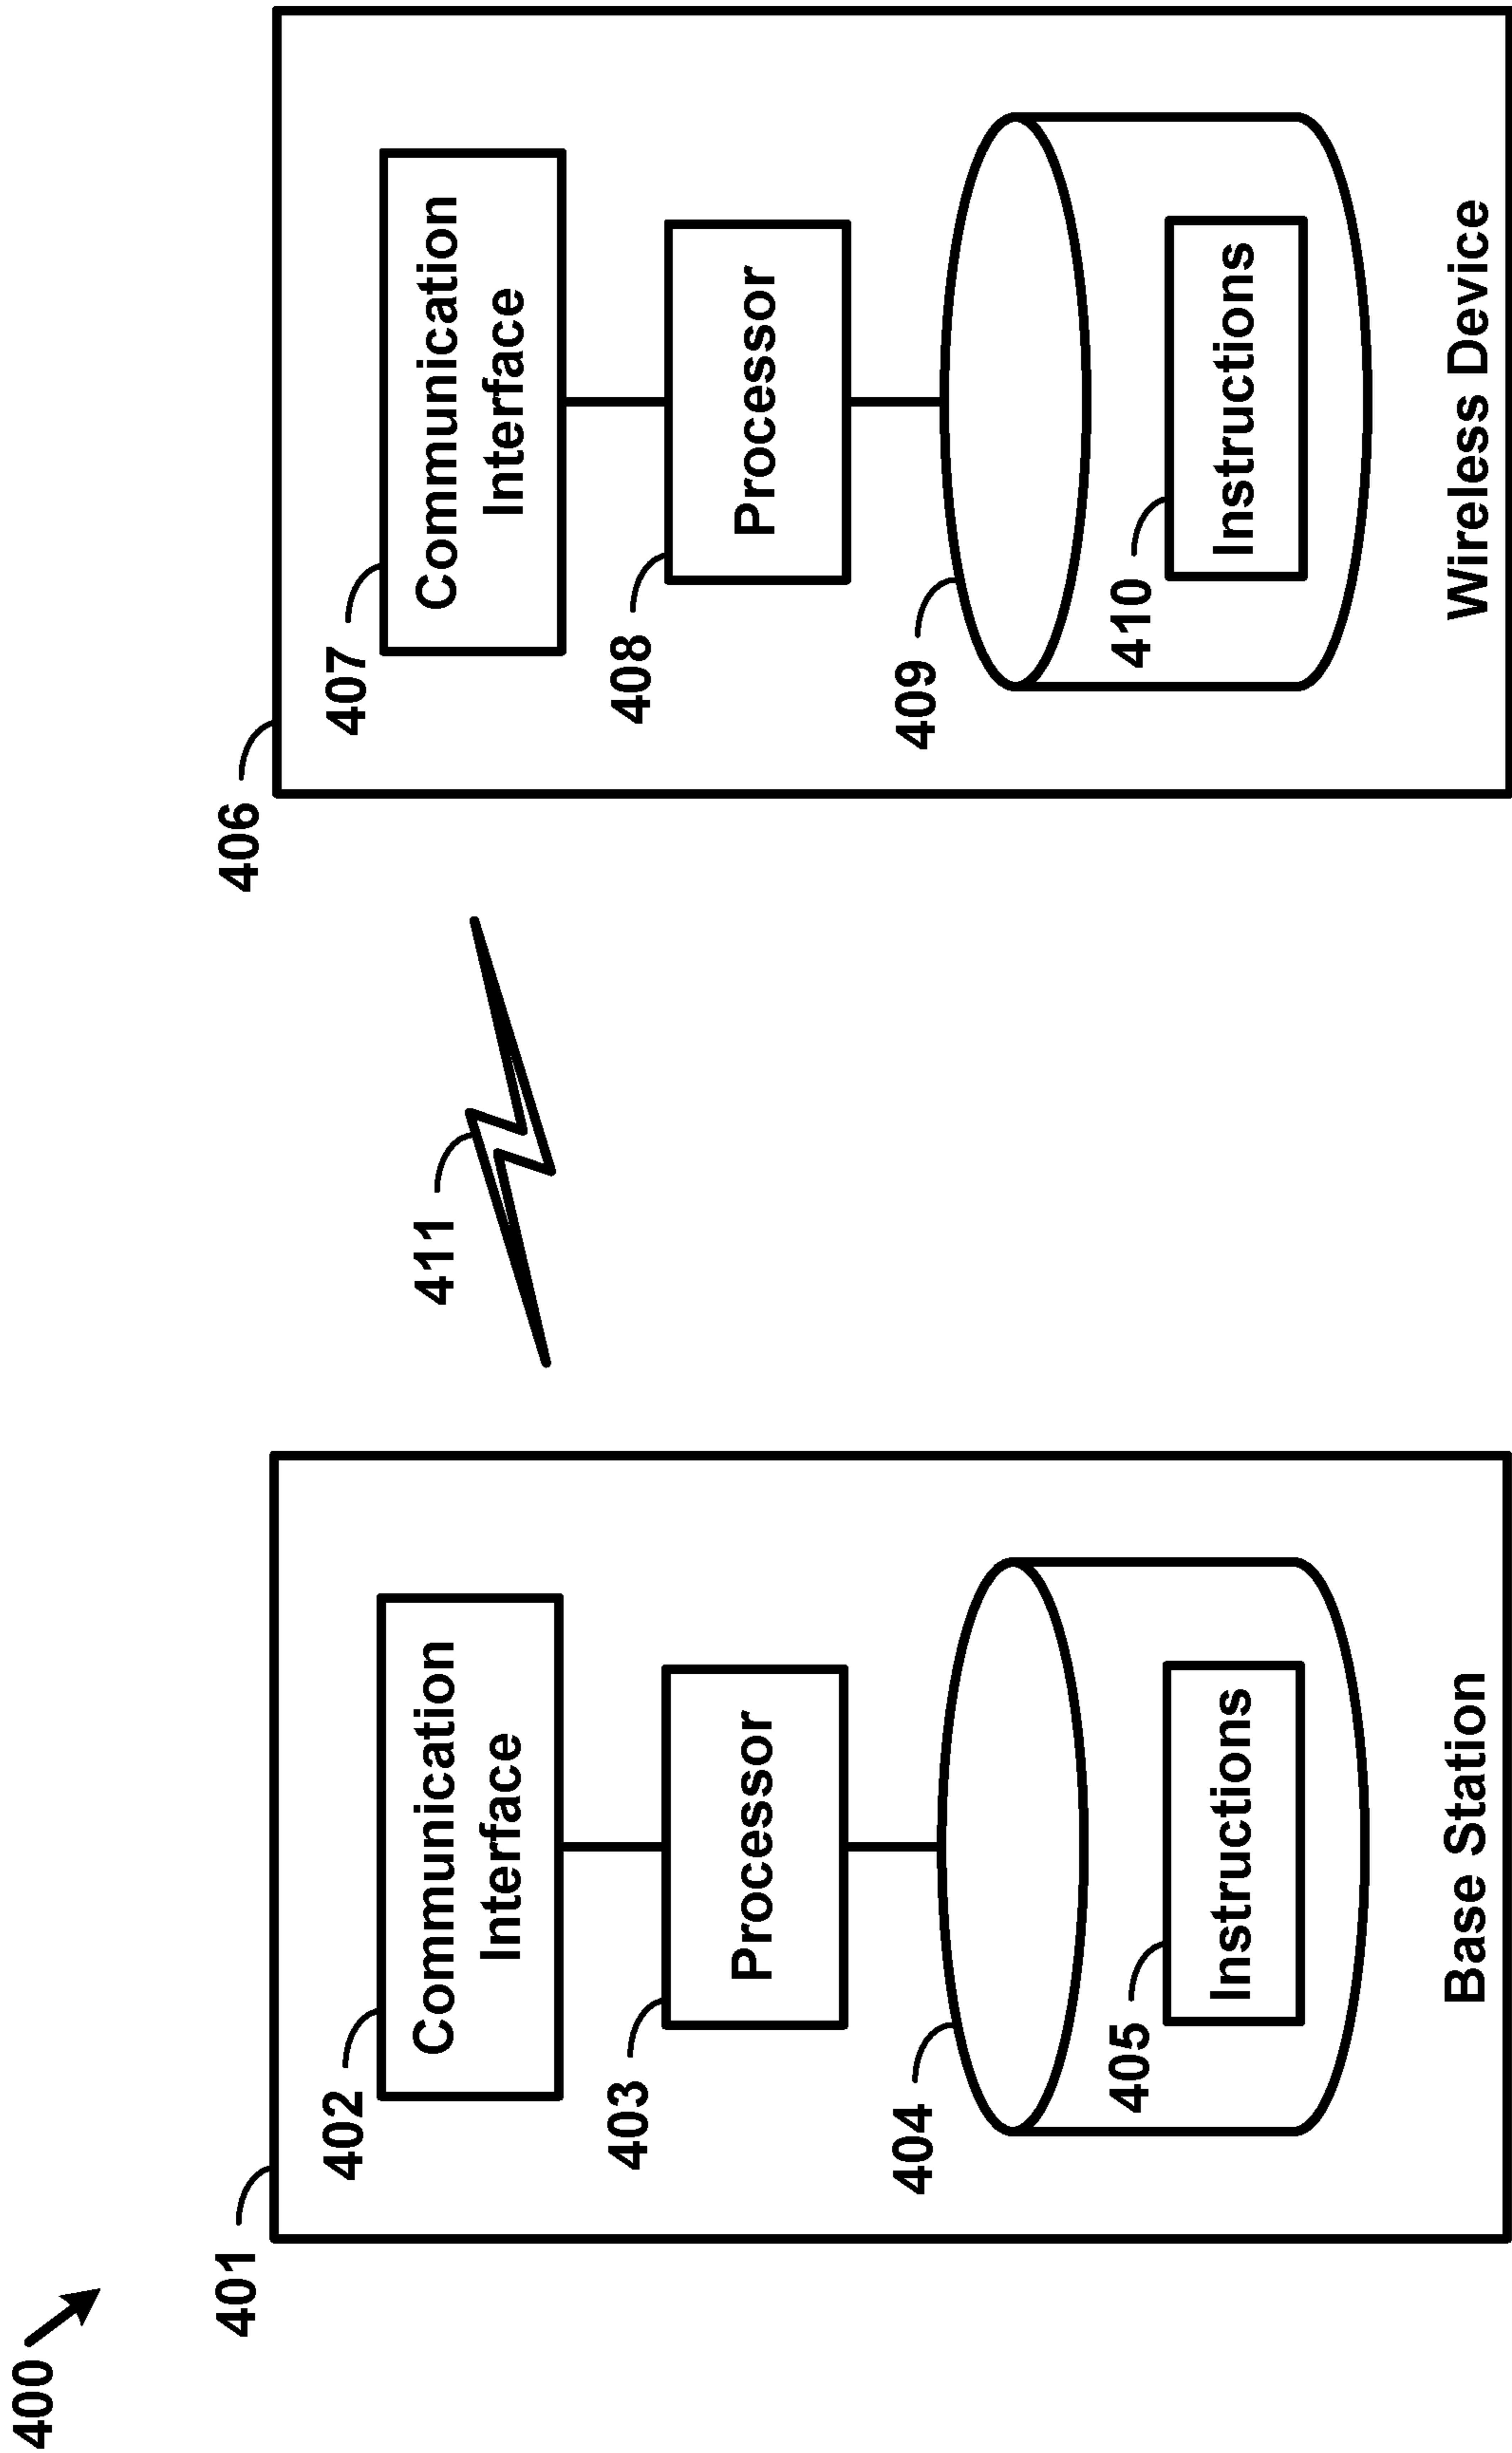 400
401
402
Communication
Interface
403
Processor
404
405
Instructions
Base Station
411
406
407
Communication
Interface
408
Processor
409
410
Instructions
Wireless Device